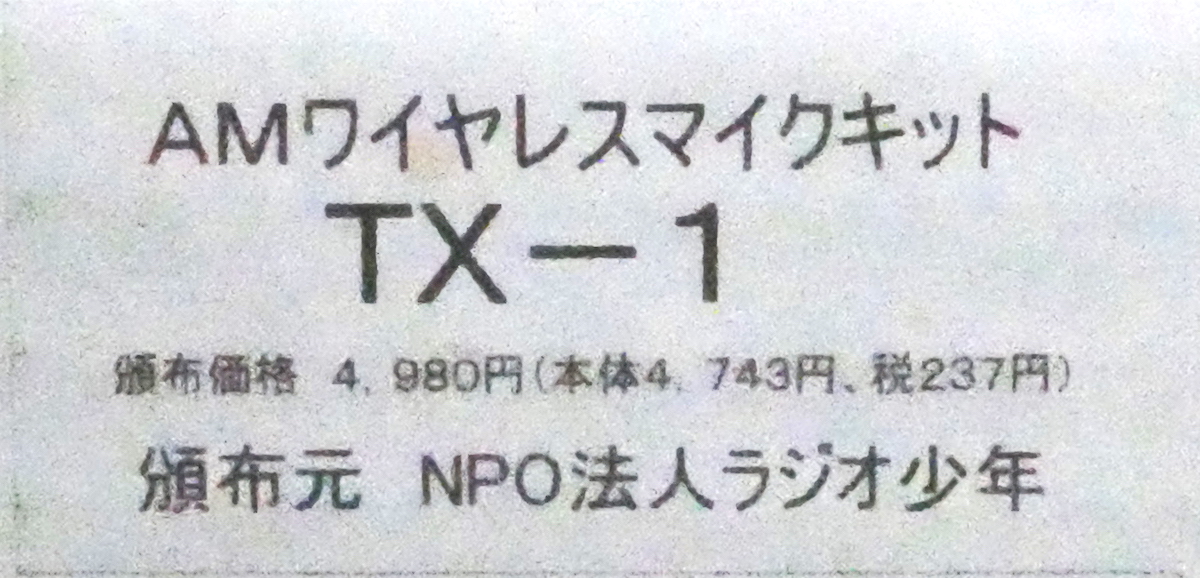 AMワイヤレスマイクキット
TX－1
頒布価格 4,980円(本体4,743円、税237円)
頒布元 NPO法人ラジオ少年